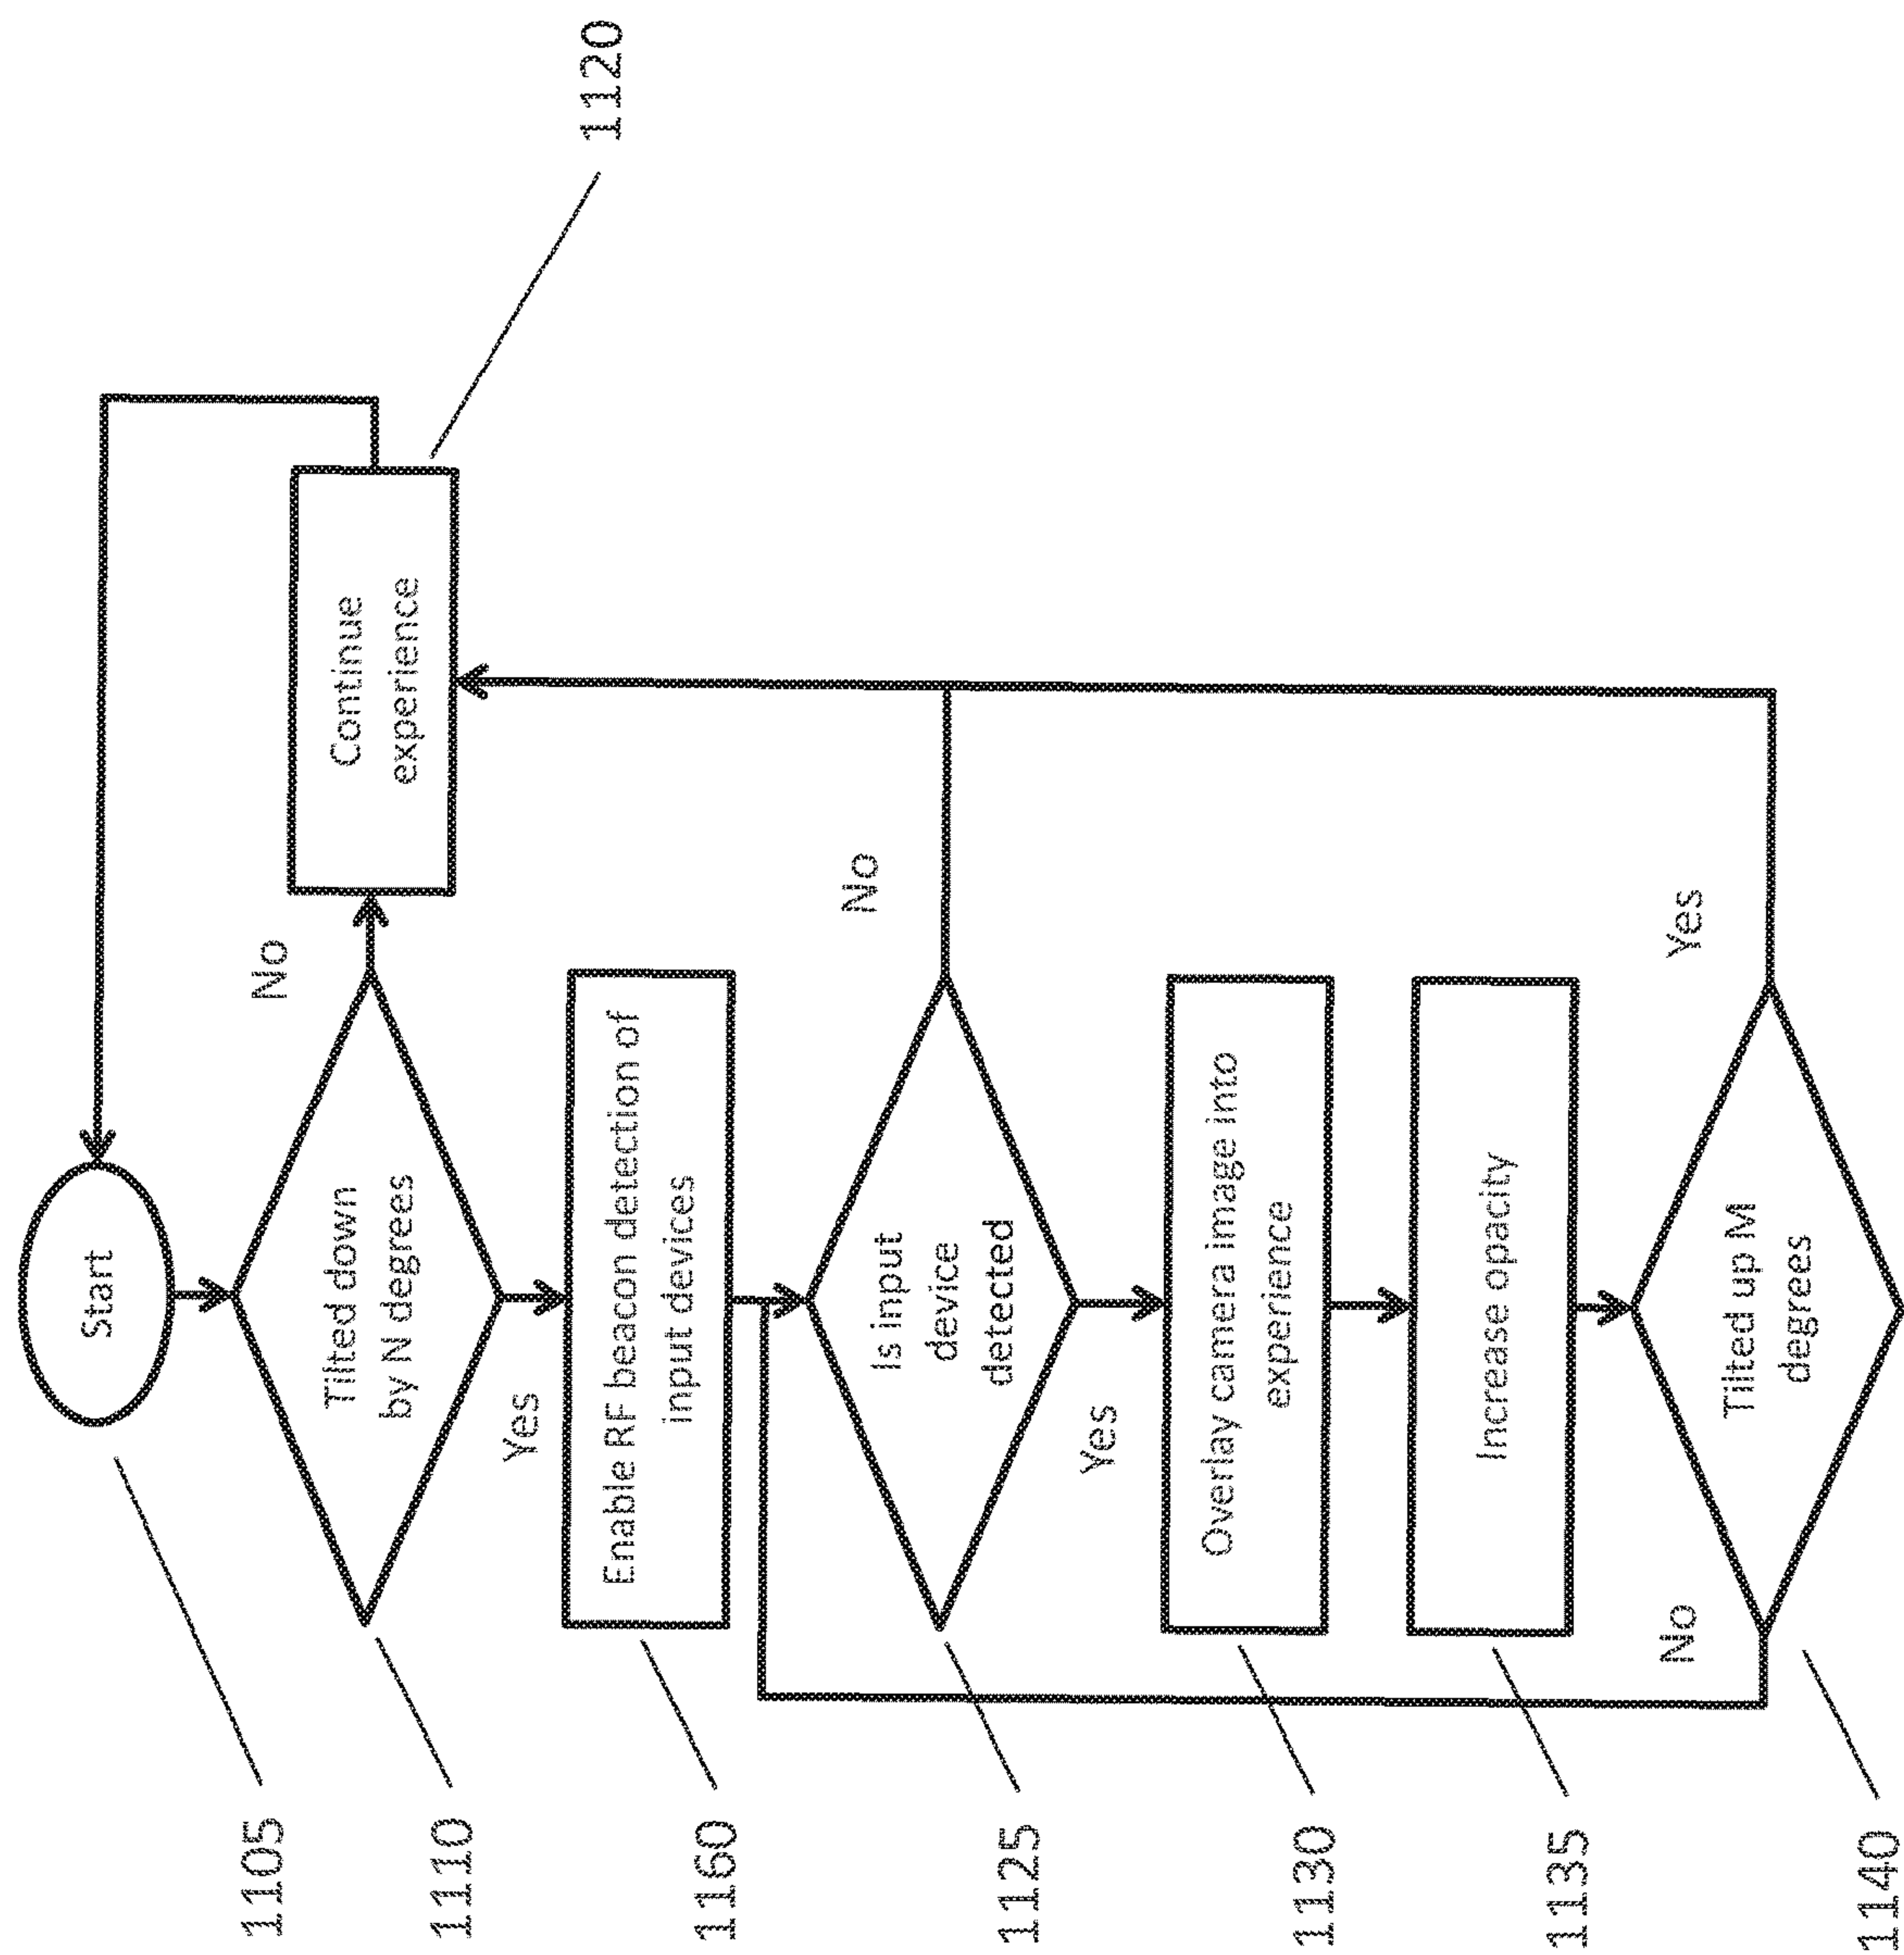 1105
Start
1110
Tilted down
by N degrees
No
Continue
experience
1120
Yes
1160
Enable RF beacon detection of
input devices
1125
Is input
device
detected
No
Yes
1130
Overlay camera image into
experience
1135
Increase opacity
1140
Tilted up M
degrees
No
Yes